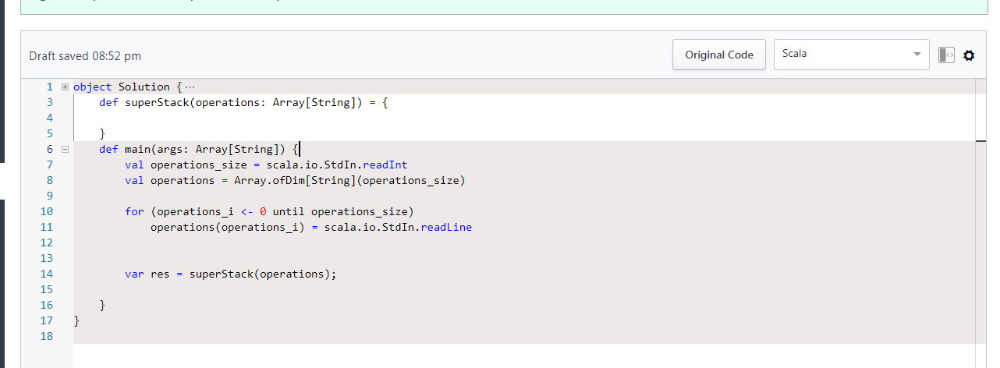 Draft saved 08:52 pm
Original Code
Scala
1 object Solution { ...
3 def superStack(operations: Array[String]) = {
4
5 }
6 def main(args: Array[String]) {
7 val operations_size = scala.io.StdIn.readInt
8 val operations = Array.ofDim[String](operations_size)
9
10 for (operations_i <- 0 until operations_size)
11 operations(operations_i) = scala.io.StdIn.readLine
12
13
14 var res = superStack(operations);
15
16 }
17 }
18